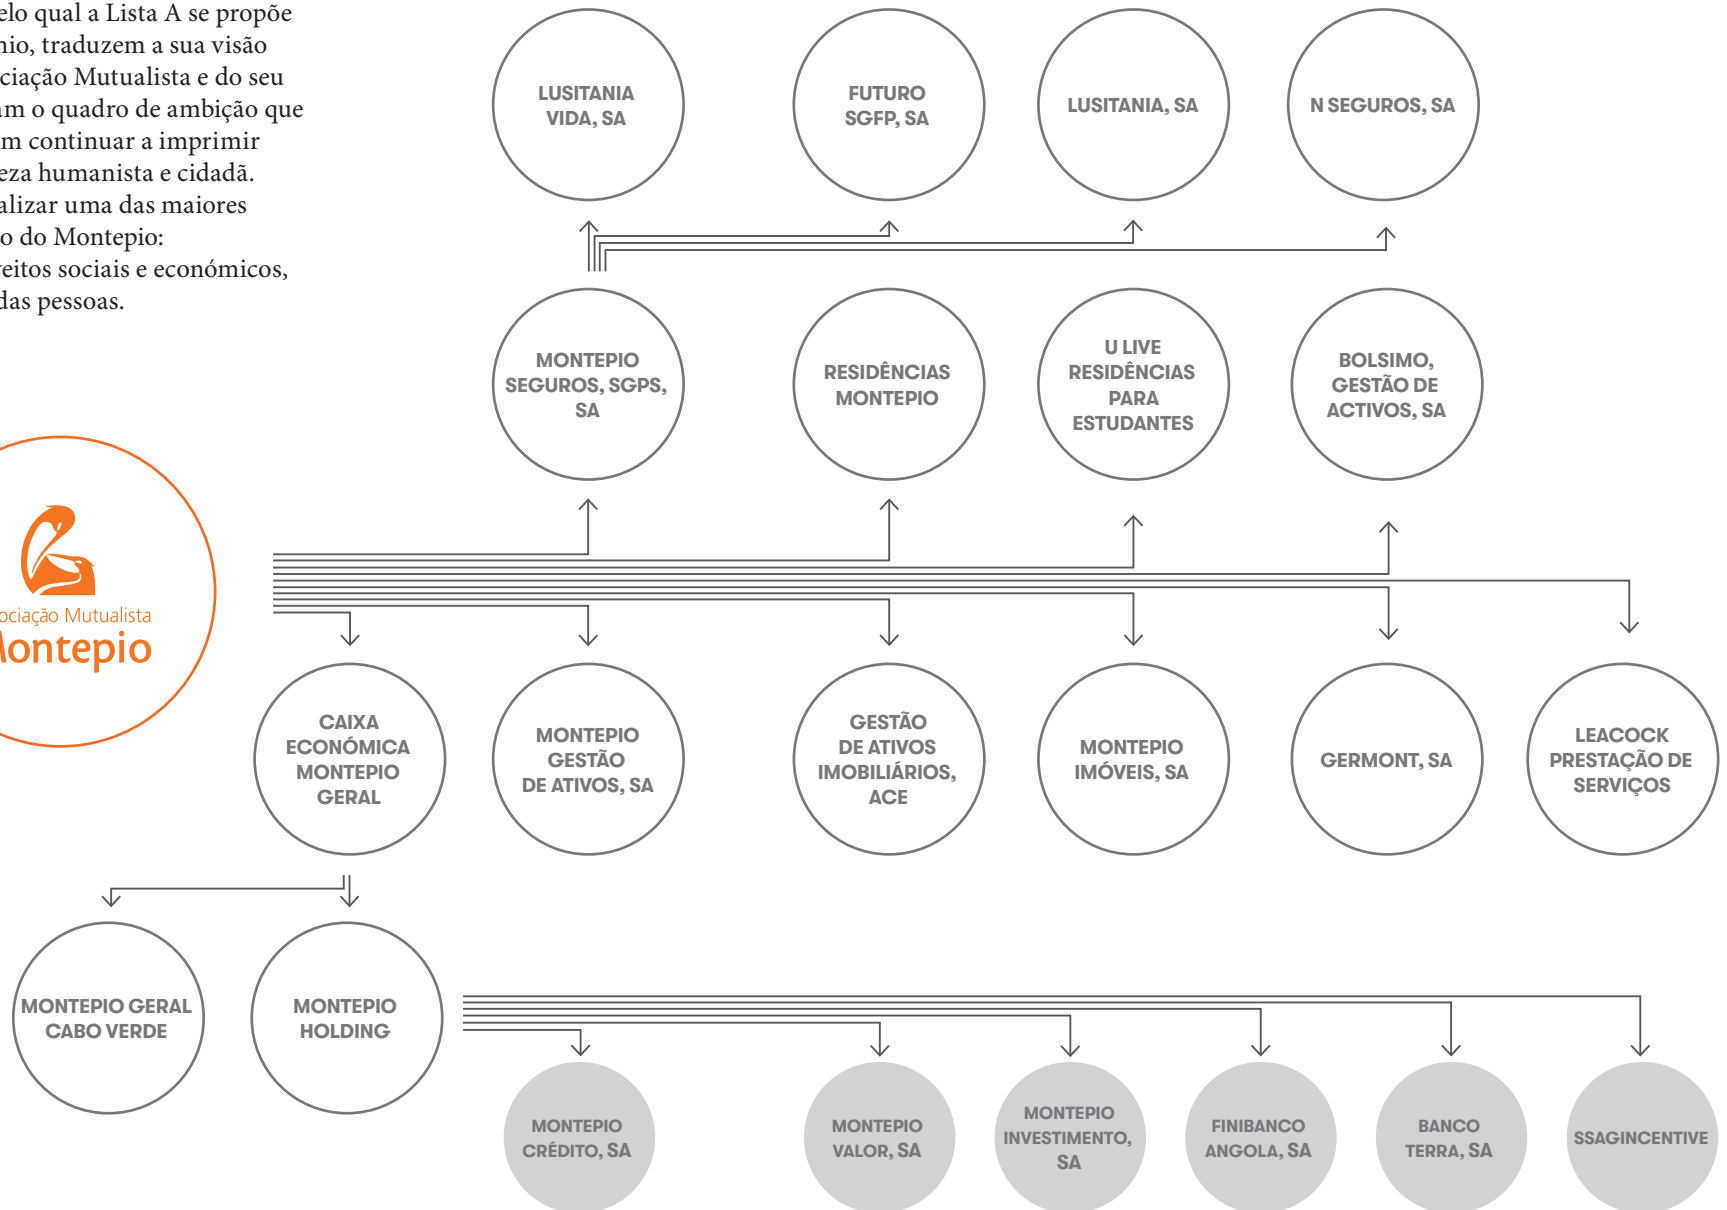 elo qual a Lista A se propõe
nio, traduzem a sua visão
ciação Mutualista e do seu
am o quadro de ambição que
m continuar a imprimir
eza humanista e cidadã.
alizar uma das maiores
o do Montepio:
veitos sociais e económicos,
das pessoas.
LUSITANIA
VIDA, SA
FUTURO
SGFP, SA
LUSITANIA, SA
N SEGUROS, SA
MONTEPIO
SEGUROS, SGPS,
SA
RESIDÊNCIAS
MONTEPIO
U LIVE
RESIDÊNCIAS
PARA
ESTUDANTES
BOLSIMO,
GESTÃO DE
ACTIVOS, SA
ociação Mutualista
Montepio
CAIXA
ECONÓMICA
MONTEPIO
GERAL
MONTEPIO
GESTÃO
DE ATIVOS, SA
GESTÃO
DE ATIVOS
IMOBILIÁRIOS,
ACE
MONTEPIO
IMÓVEIS, SA
GERMONT, SA
LEACOCK
PRESTAÇÃO DE
SERVIÇOS
MONTEPIO GERAL
CABO VERDE
MONTEPIO
HOLDING
MONTEPIO
CRÉDITO, SA
MONTEPIO
VALOR, SA
MONTEPIO
INVESTIMENTO,
SA
FINIBANCO
ANGOLA, SA
BANCO
TERRA, SA
SSAGINCENTIVE